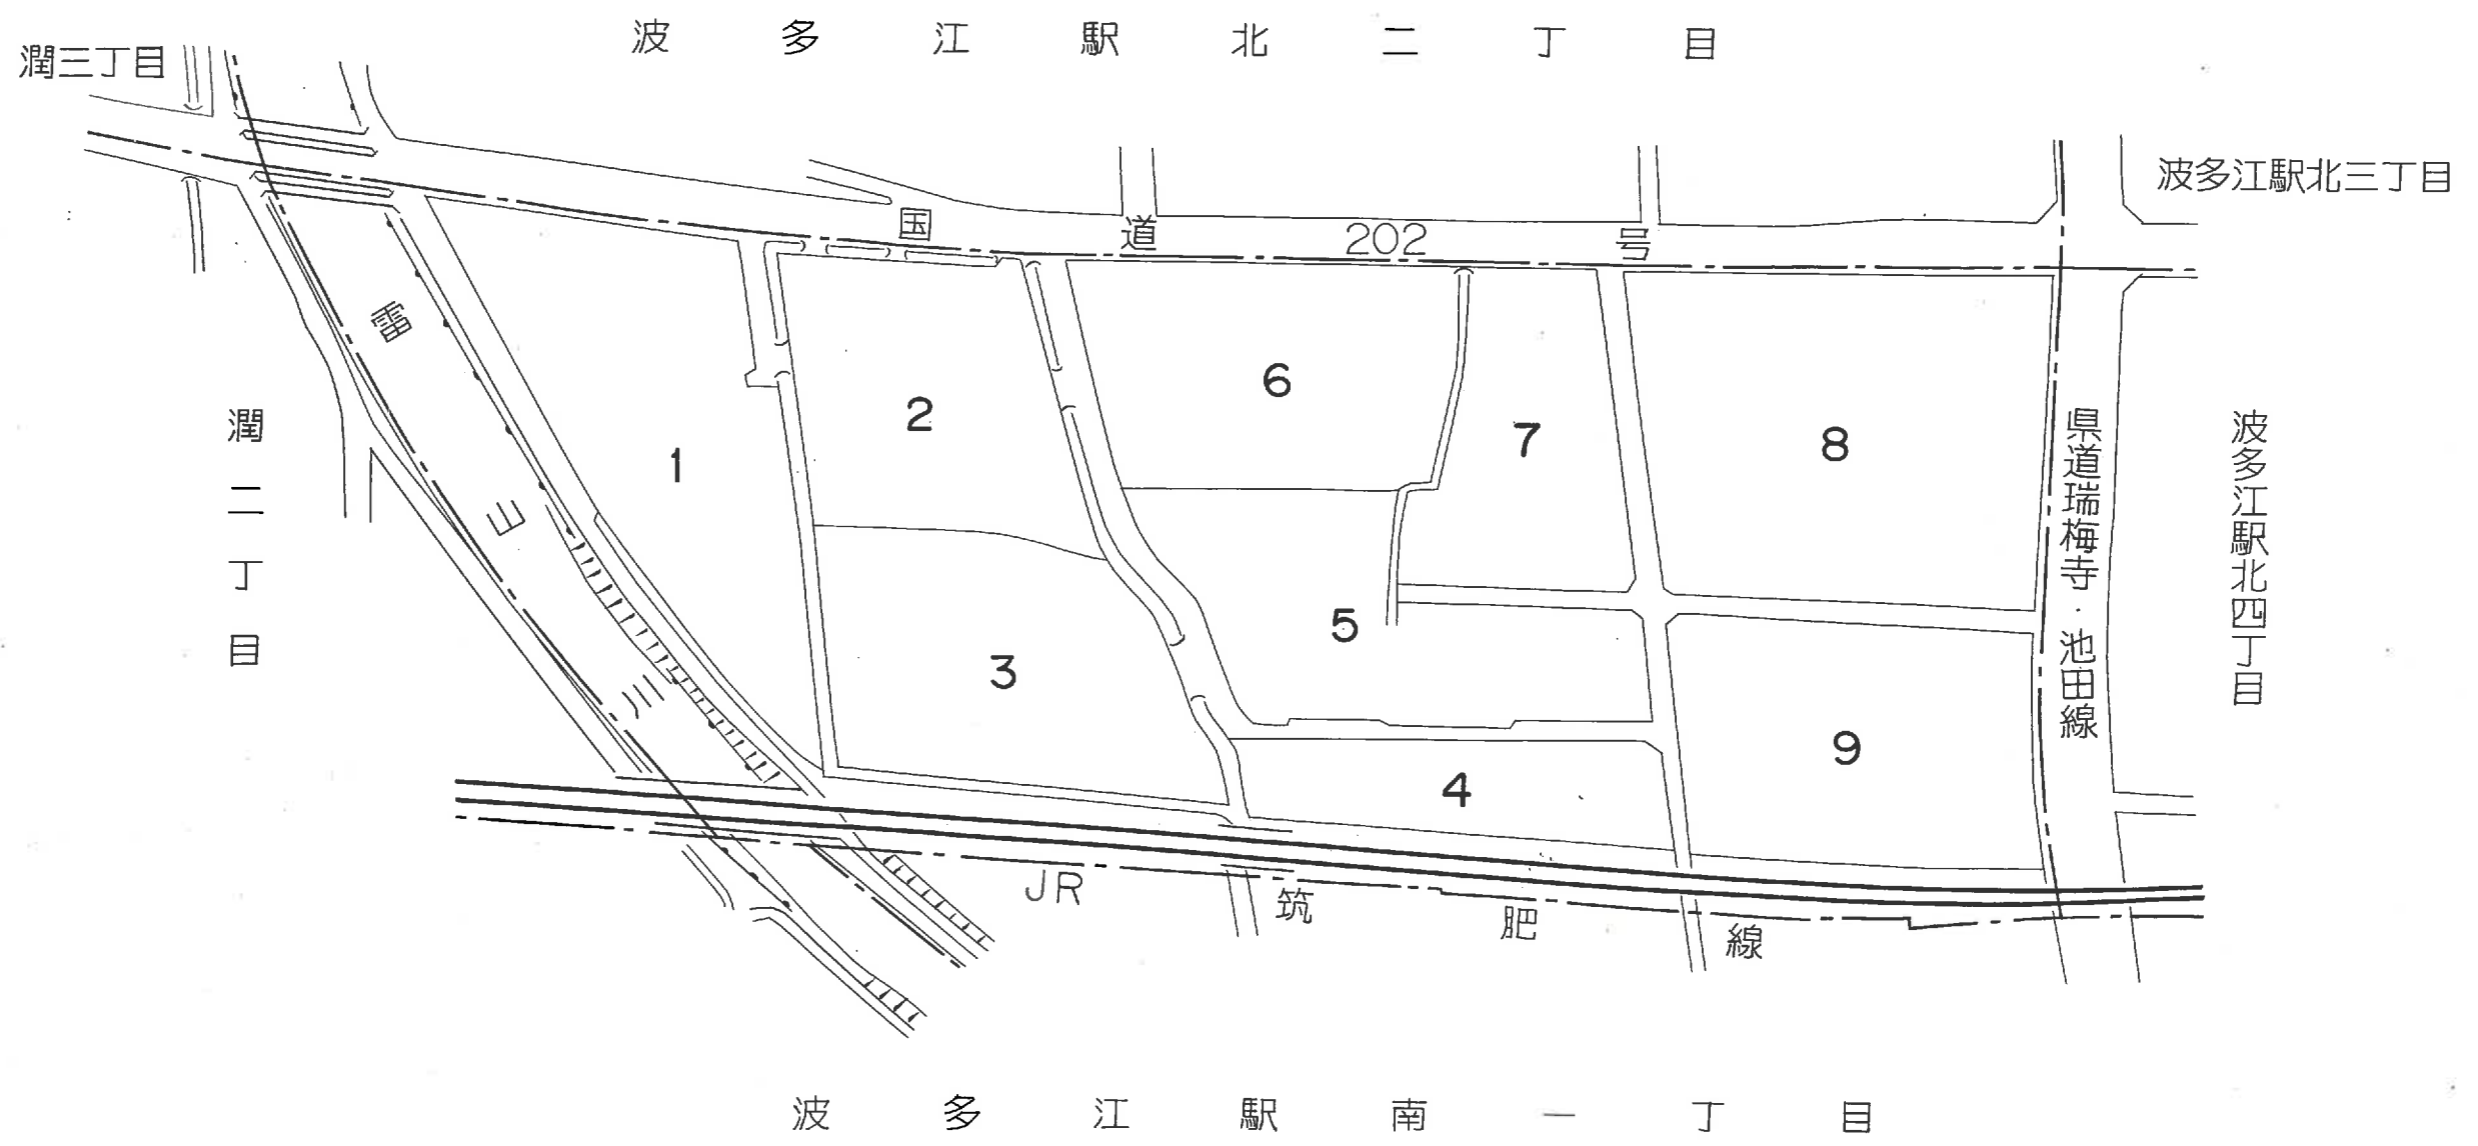 波多江駅北二丁目
潤三丁目
波多江駅北三丁目
国道202号
雷山川
潤二丁目
1
2
3
4
5
6
7
8
9
県道瑞梅寺・池田線
波多江駅北四丁目
JR筑肥線
波多江駅南一丁目